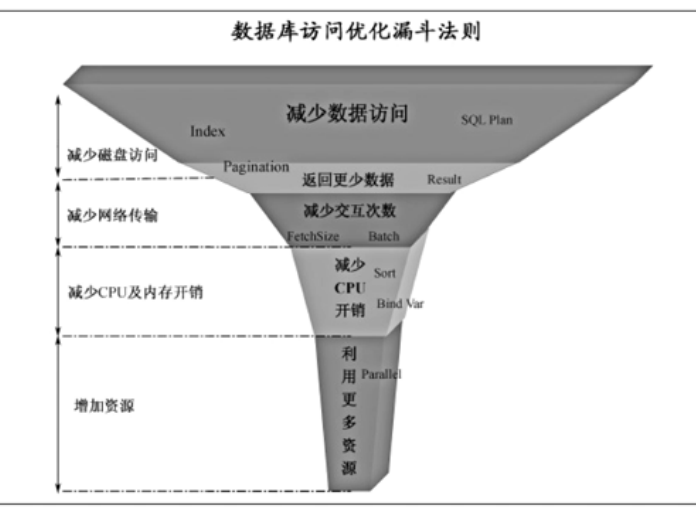 数据库访问优化漏斗法则
减少数据访问
Index
SQL Plan
减少磁盘访问
Pagination
返回更少数据
Result
减少网络传输
减少交互次数
FetchSize
Batch
减少CPU及内存开销
减少
CPU
开销
Sort
Bind Var
增加资源
利
用
更
多
资
源
Parallel